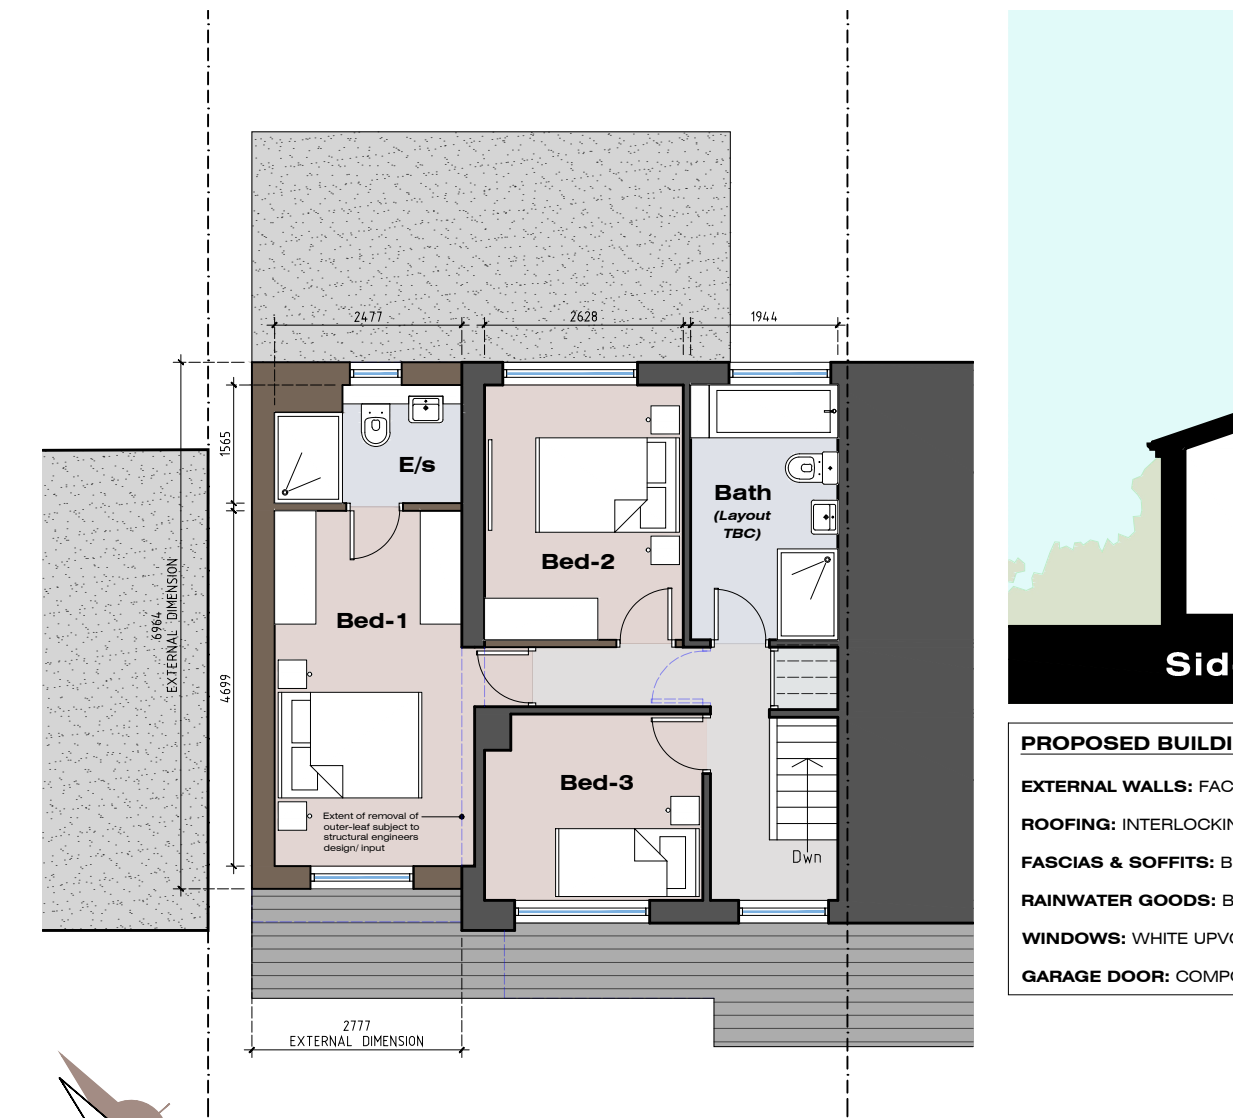 2477
2628
1944
1565
E/s
Bath
(Layout
TBC)
Bed-2
Bed-1
6964
EXTERNAL DIMENSION
4699
Bed-3
Extent of removal of
outer-leaf subject to
structural engineers
design/ input
Dwn
2777
EXTERNAL DIMENSION
Sid
PROPOSED BUILDI
EXTERNAL WALLS: FAC
ROOFING: INTERLOCKIN
FASCIAS & SOFFITS: B
RAINWATER GOODS: B
WINDOWS: WHITE UPV
GARAGE DOOR: COMP